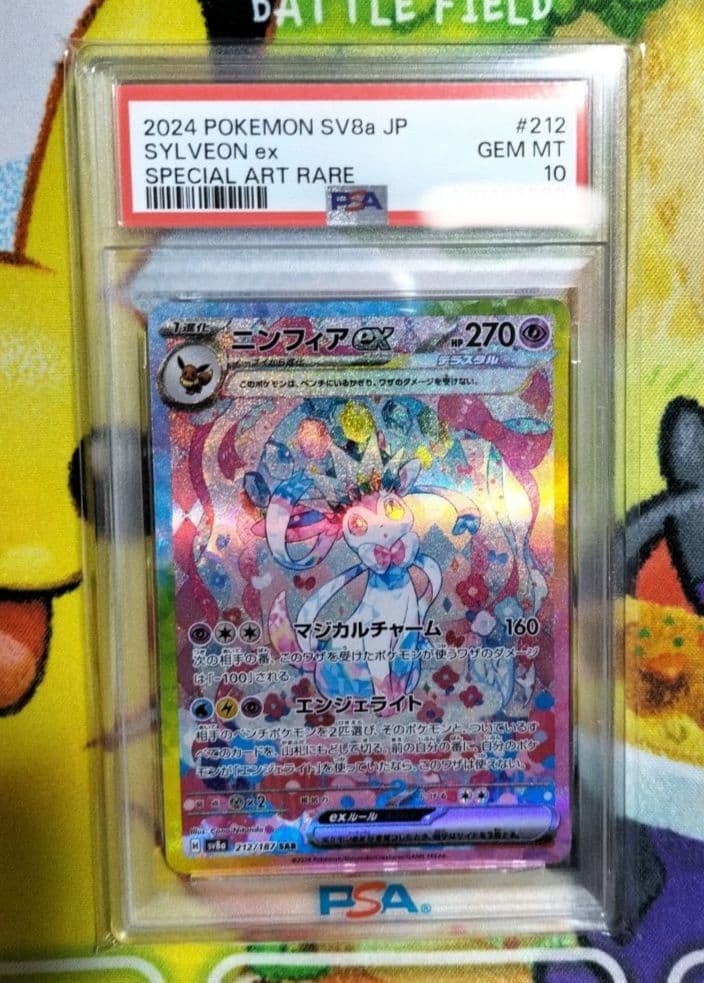 BATTLE FIELD
2024 POKEMON SV8a JP #212
SYLVEON ex GEM MT
SPECIAL ART RARE 10
PSA
1進化 ニンフィアex HP270
テラスタル
このポケモンは、ベンチにいるかぎり、ワザのダメージを受けない。
マジカルチャーム 160
次の相手の番、このワザを受けたポケモンが使うワザのダメージ
は「-100」される。
エンジェライト
相手のベンチポケモンを2匹選び、そのポケモンと、ついているす
べてのカードを、山札にもどして切る。前の自分の番に、自分のポケ
モンが「エンジェライト」を使っていたなら、このワザは使えない。
×2
exルール
Illus.
H sv8a 212/187 SAR
PSA®